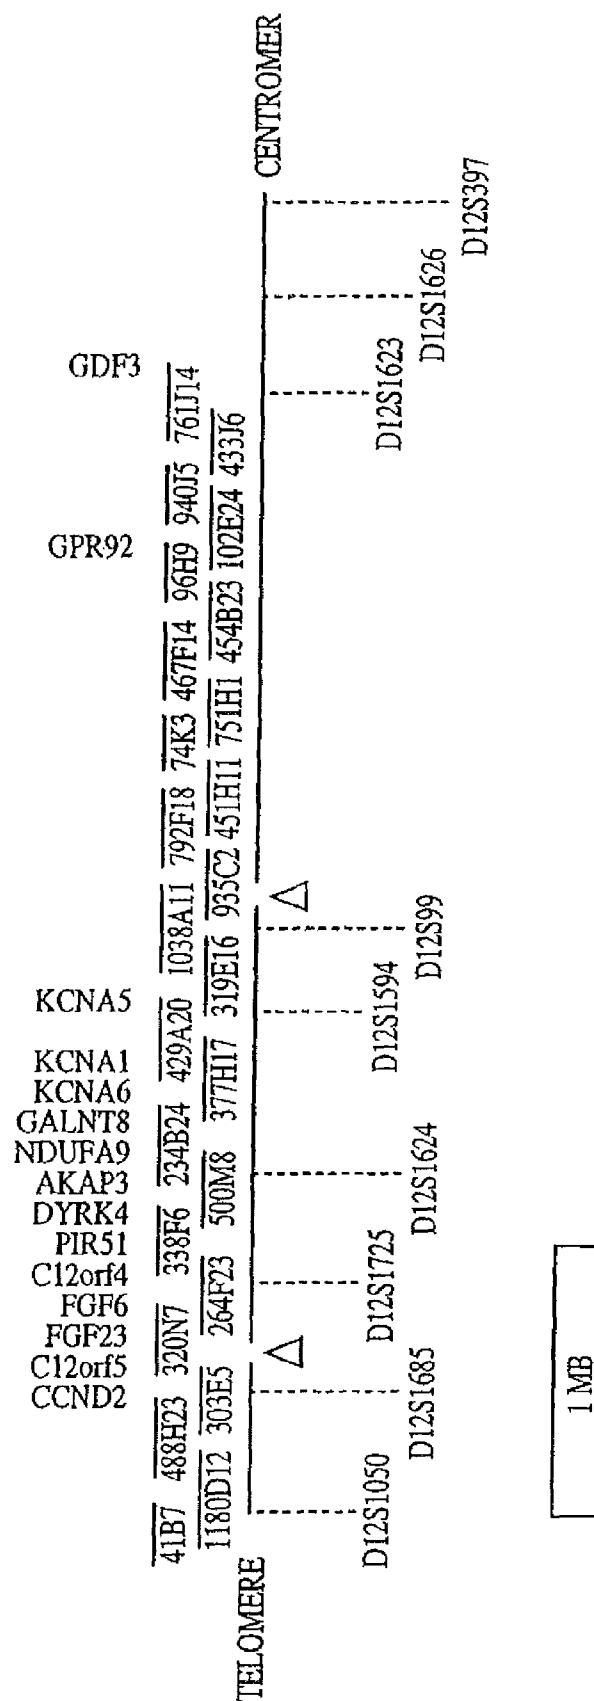 GDF3
GPR92
KCNA5
KCNA1
KCNA6
GALNT8
NDUFA9
AKAP3
DYRK4
PIR51
C12orf4
FGF6
FGF23
C12orf5
CCND2
41B7
488H23
320N7
338F6
234B24
429A20
1038A11
792F18
74K3
467F14
96H9
940J5
761J14
1180D12
303E5
264F23
500M8
377H17
319E16
935C2
451H11
751H1
454B23
102E24
433J6
TELOMERE
CENTROMER
D12S1050
D12S1685
D12S1725
D12S1624
D12S1594
D12S99
D12S1623
D12S1626
D12S397
1 MB